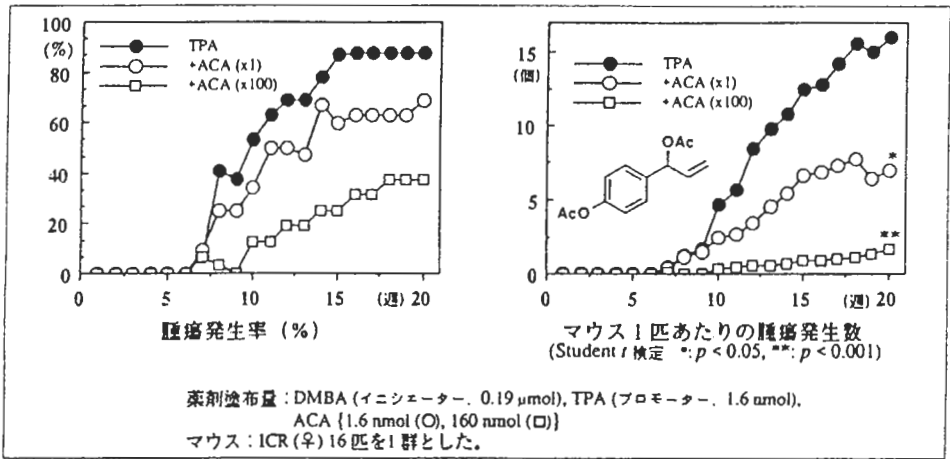 100
(%)
80
60
40
20
0
0
5
10
15
(週)
20
TPA
+ACA (x1)
+ACA (x100)
腫瘍発生率 (%)
15
(個)
10
5
0
0
5
10
15
(週)
20
TPA
+ACA (x1)
+ACA (x100)
OAc
AcO
*
**
マウス1匹あたりの腫瘍発生数
(Student t 検定 *: p < 0.05, **: p < 0.001)
薬剤塗布量：DMBA (イニシェーター, 0.19 μmol), TPA (プロモーター, 1.6 nmol),
ACA {1.6 nmol (○), 160 nmol (□)}
マウス：ICR (♀) 16 匹を1群とした。